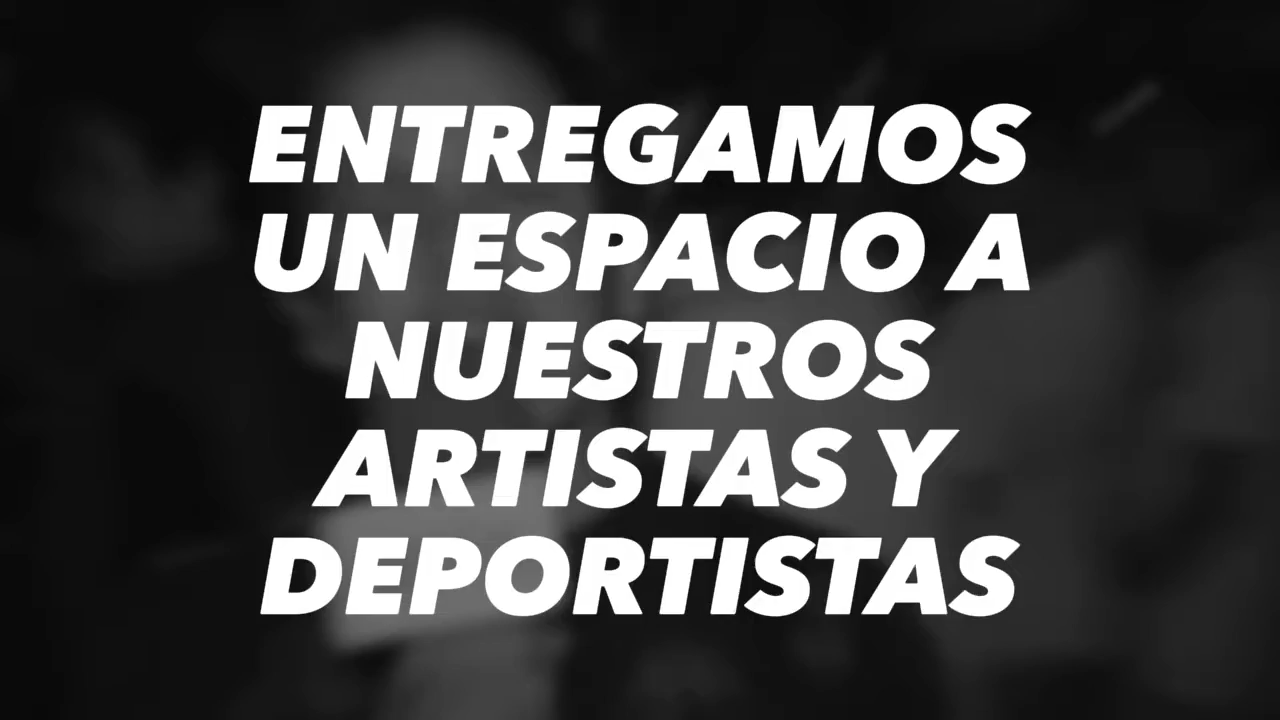 ENTREGAMOS
UN ESPACIO A
NUESTROS
ARTISTAS Y
DEPORTISTAS